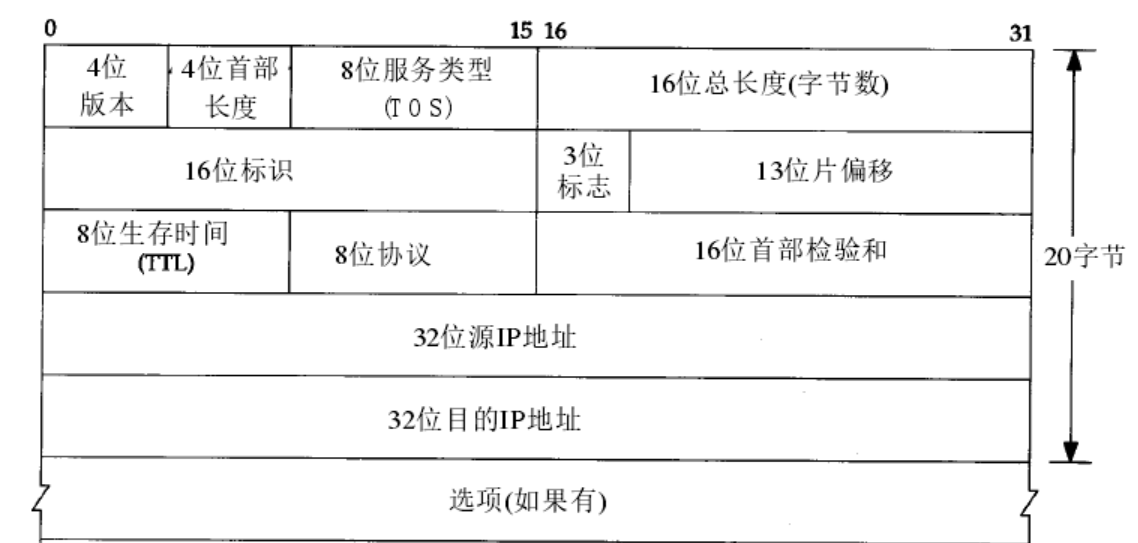 0 15 16 31
4位
版本
4位首部
长度
8位服务类型
(TOS)
16位总长度(字节数)
16位标识
3位
标志
13位片偏移
8位生存时间
(TTL)
8位协议
16位首部检验和
20字节
32位源IP地址
32位目的IP地址
选项(如果有)